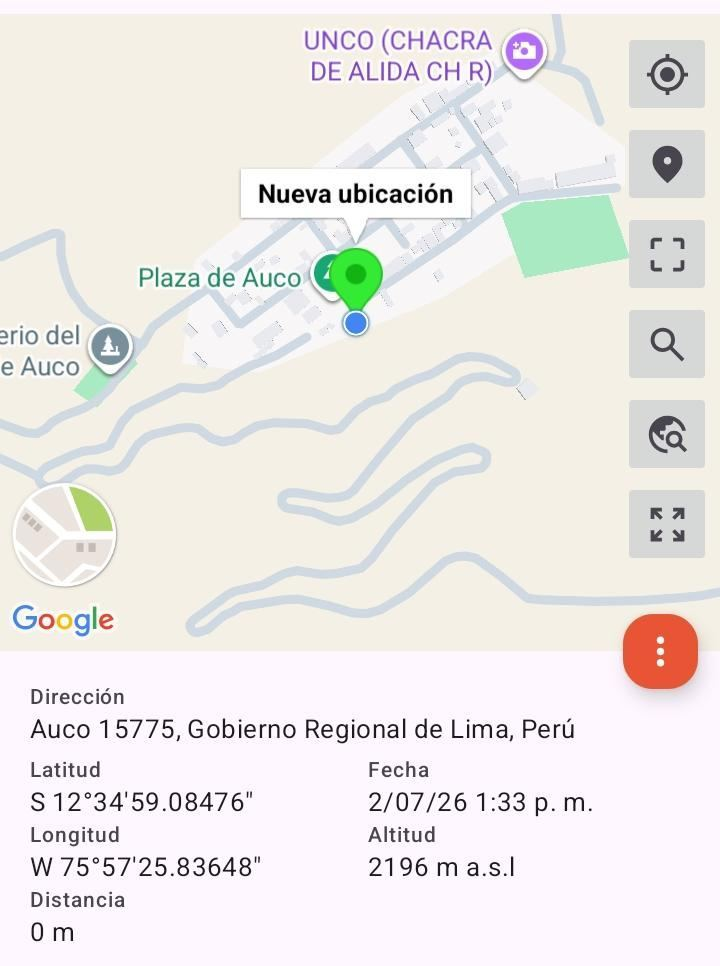 UNCO (CHACRA
DE ALIDA CH R)
Nueva ubicación
Plaza de Auco
erio del
e Auco
Google
Dirección
Auco 15775, Gobierno Regional de Lima, Perú
Latitud
S 12°34'59.08476"
Fecha
2/07/26 1:33 p. m.
Longitud
W 75°57'25.83648"
Altitud
2196 m a.s.l
Distancia
0 m